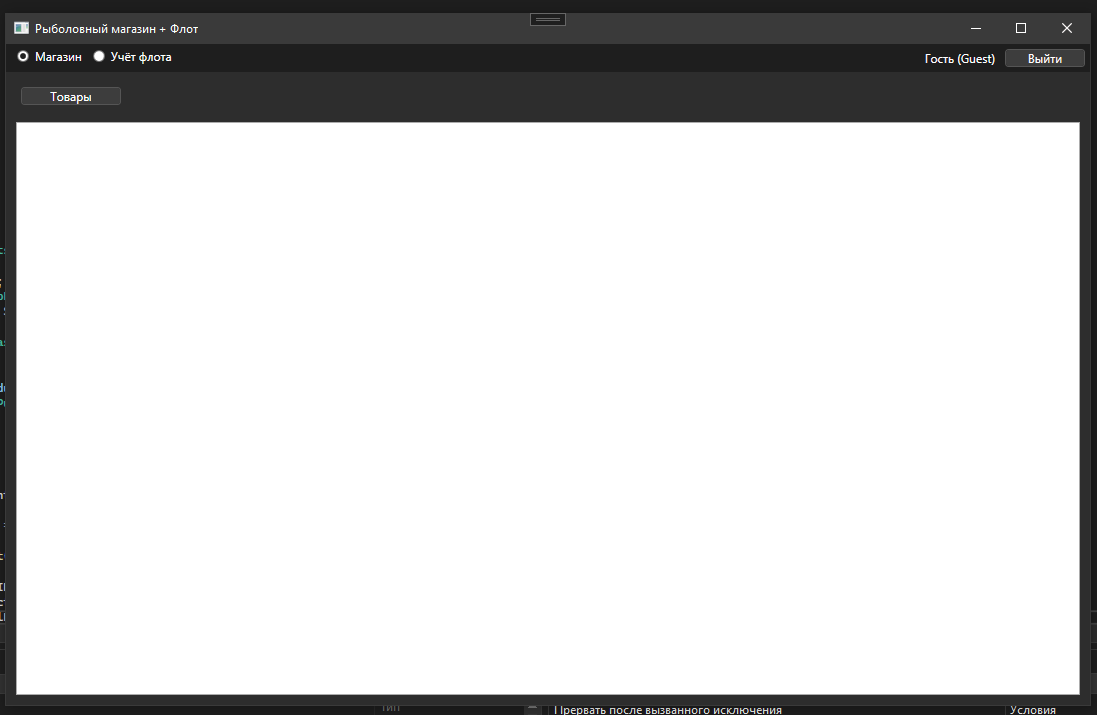 Рыболовный магазин + Флот
Магазин Учёт флота Гость (Guest) Выйти
Товары
Прервать после вызванного исключения Условия